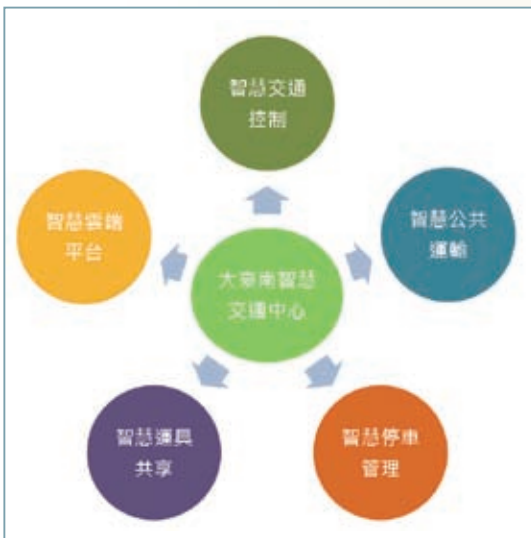 智慧交通
控制
智慧公共
運輸
智慧停車
管理
智慧運具
共享
智慧雲端
平台
大臺南智慧
交通中心